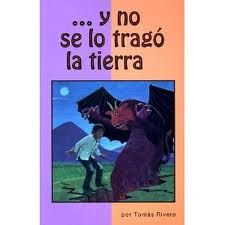 ... y no
se lo tragó
la tierra
por Tomás Rivera